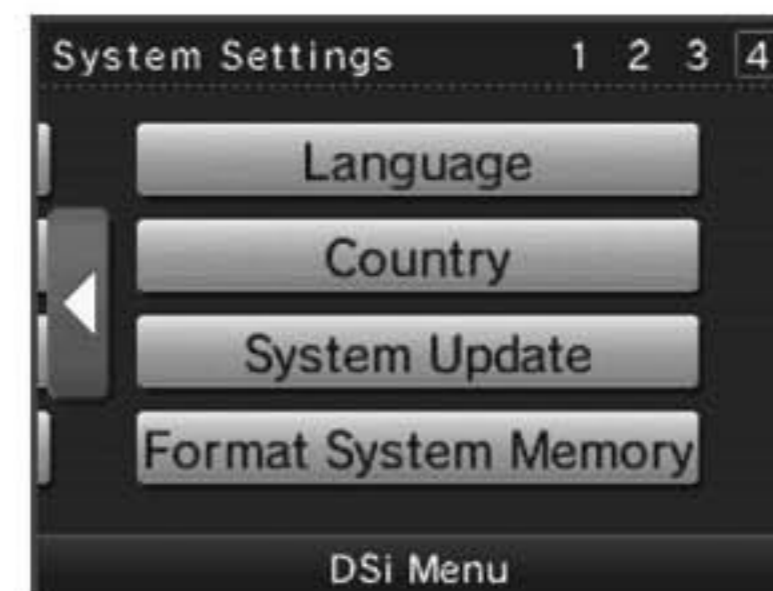 System Settings 1 2 3 4
Language
Country
System Update
Format System Memory
DSi Menu